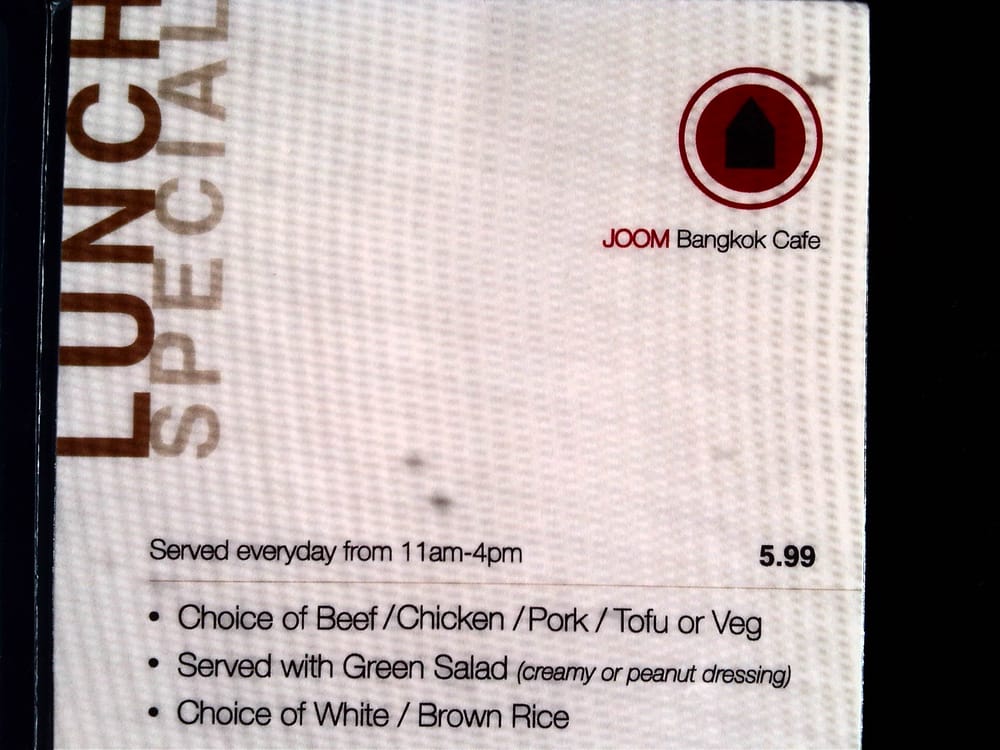 LUNCH
SPECIAL
JOOM Bangkok Cafe
Served everyday from 11am-4pm 5.99
• Choice of Beef / Chicken / Pork / Tofu or Veg
• Served with Green Salad (creamy or peanut dressing)
• Choice of White / Brown Rice